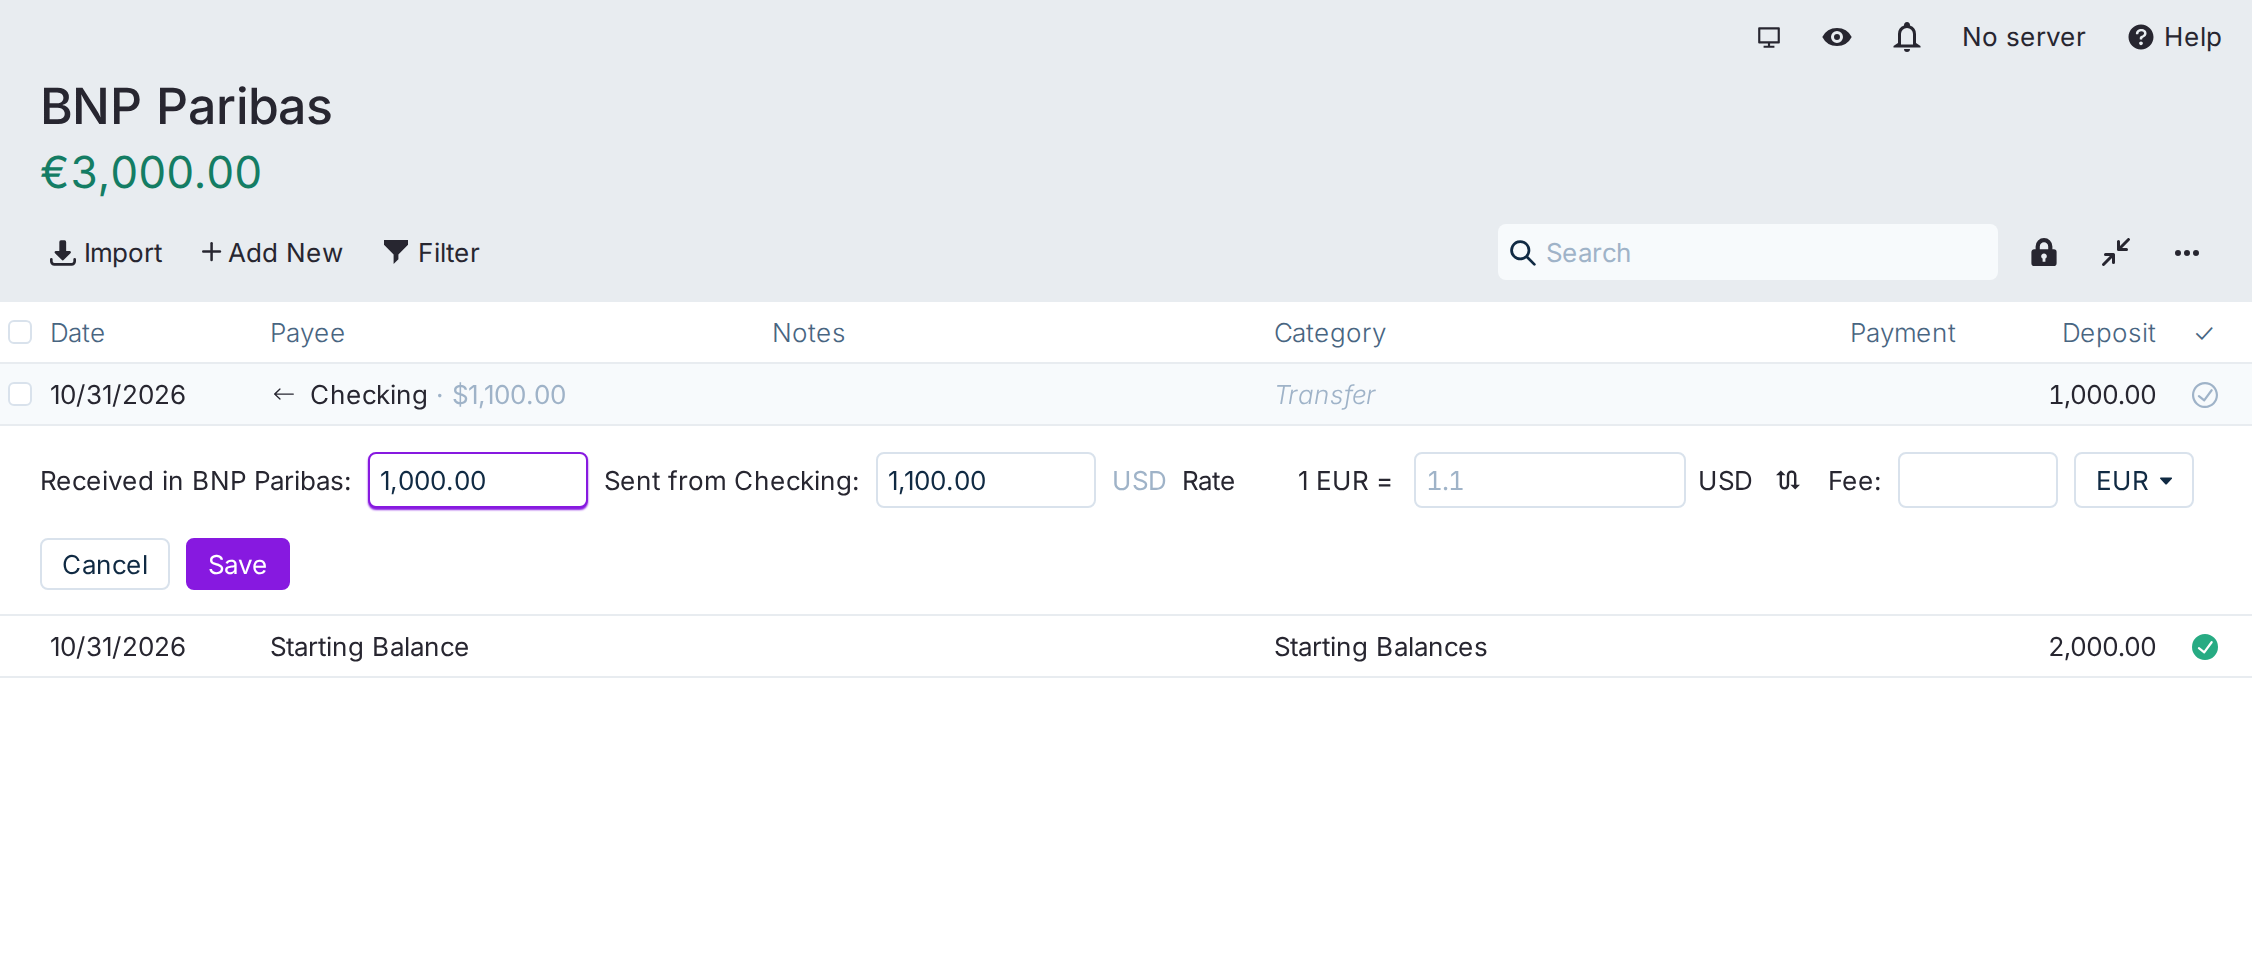 No server Help
BNP Paribas
€3,000.00
Import + Add New Filter Search
Date Payee Notes Category Payment Deposit
10/31/2026 ← Checking · $1,100.00 Transfer 1,000.00
Received in BNP Paribas: 1,000.00 Sent from Checking: 1,100.00 USD Rate 1 EUR = 1.1 USD Fee: EUR
Cancel Save
10/31/2026 Starting Balance Starting Balances 2,000.00